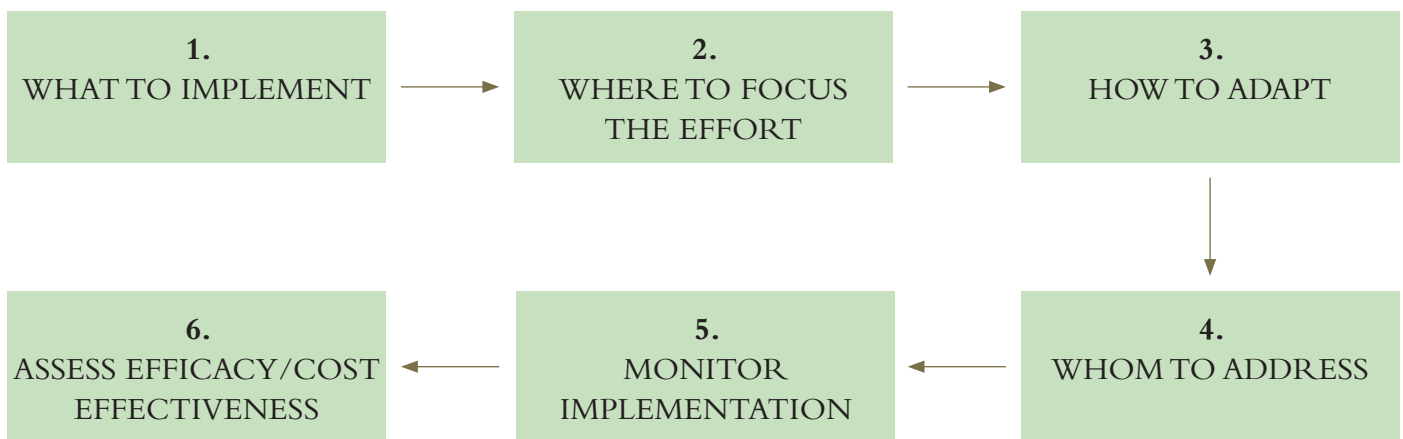 1.
WHAT TO IMPLEMENT
2.
WHERE TO FOCUS
THE EFFORT
3.
HOW TO ADAPT
4.
WHOM TO ADDRESS
5.
MONITOR
IMPLEMENTATION
6.
ASSESS EFFICACY/COST
EFFECTIVENESS